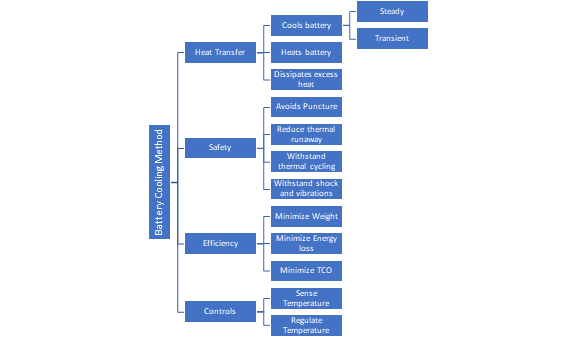 Battery Cooling Method
Heat Transfer
Cools battery
Steady
Transient
Heats battery
Dissipates excess
heat
Safety
Avoids Puncture
Reduce thermal
runaway
Withstand
thermal cycling
Withstand shock
and vibrations
Efficiency
Minimize Weight
Minimize Energy
loss
Minimize TCO
Controls
Sense
Temperature
Regulate
Temperature